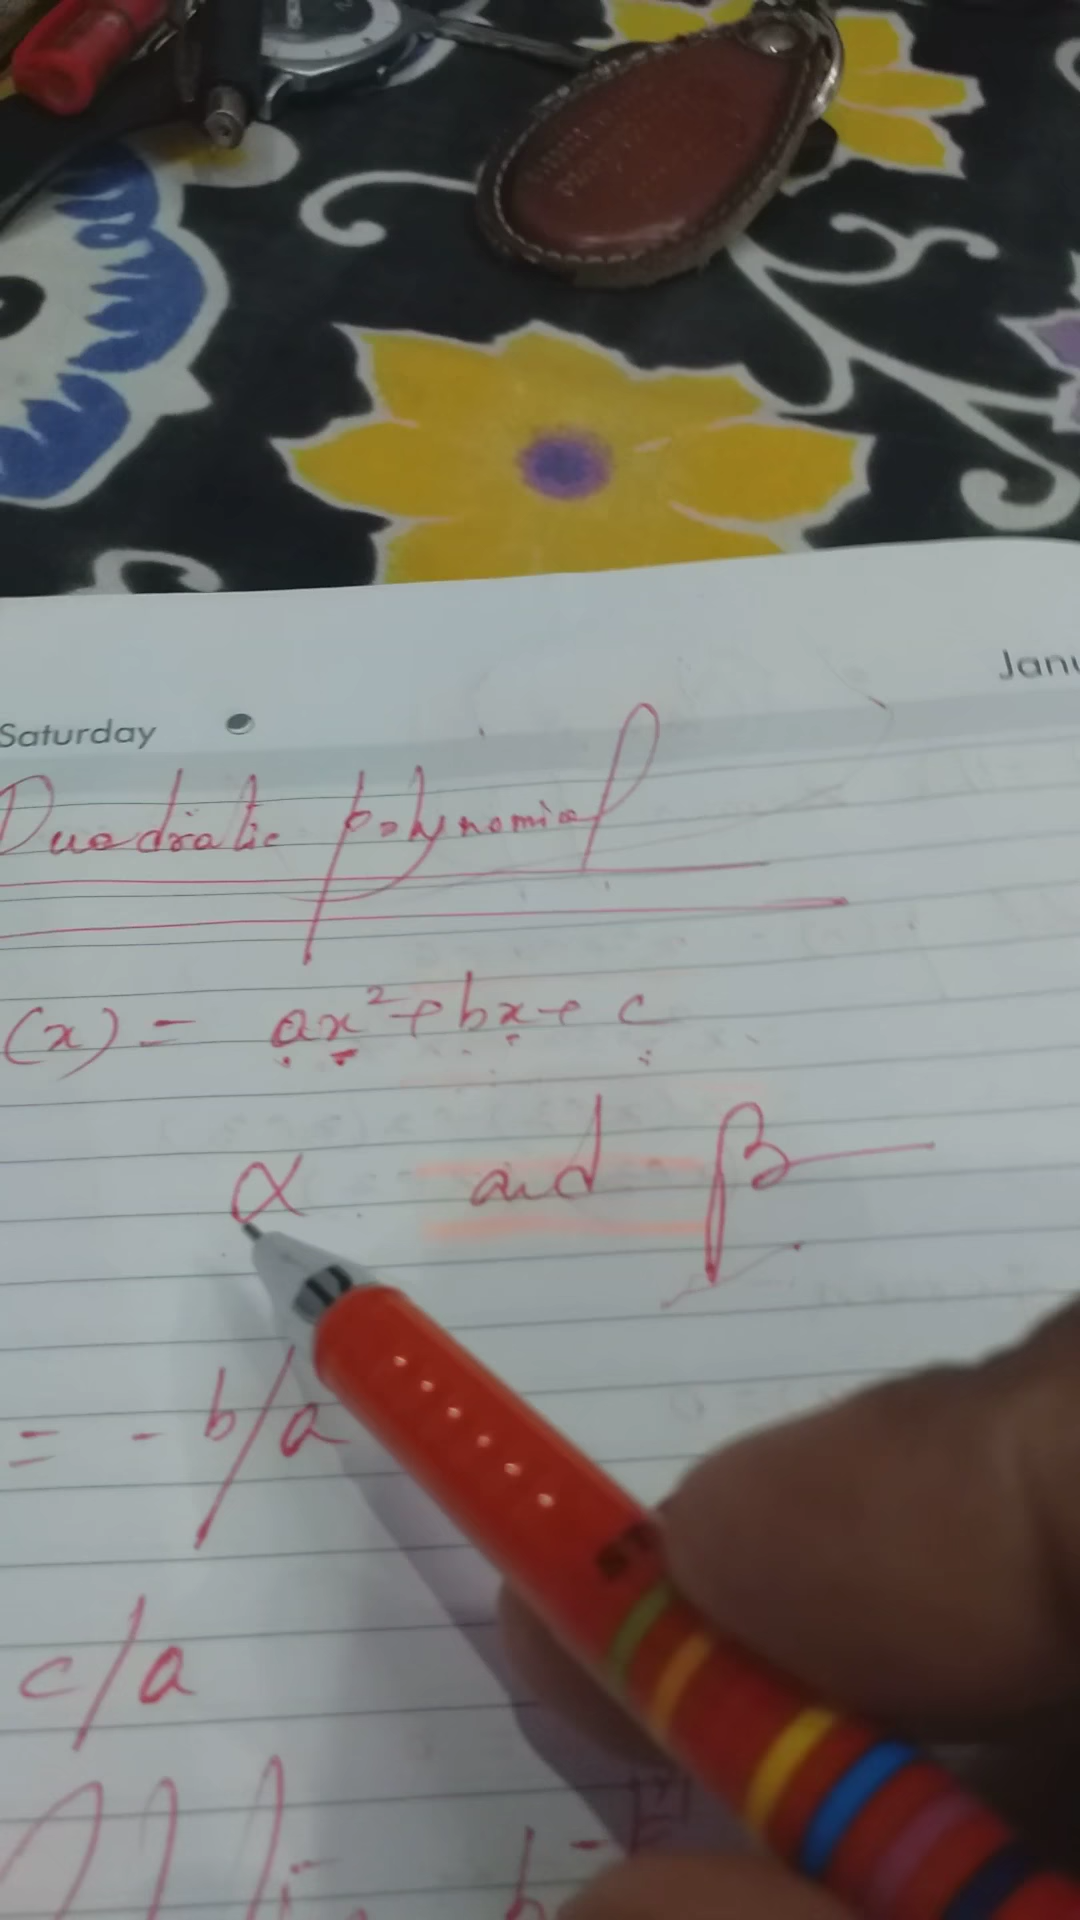 Janu
Saturday
Quadratic polynomial
(x) = ax²+bx+c
α and β
= - b/a
c/a